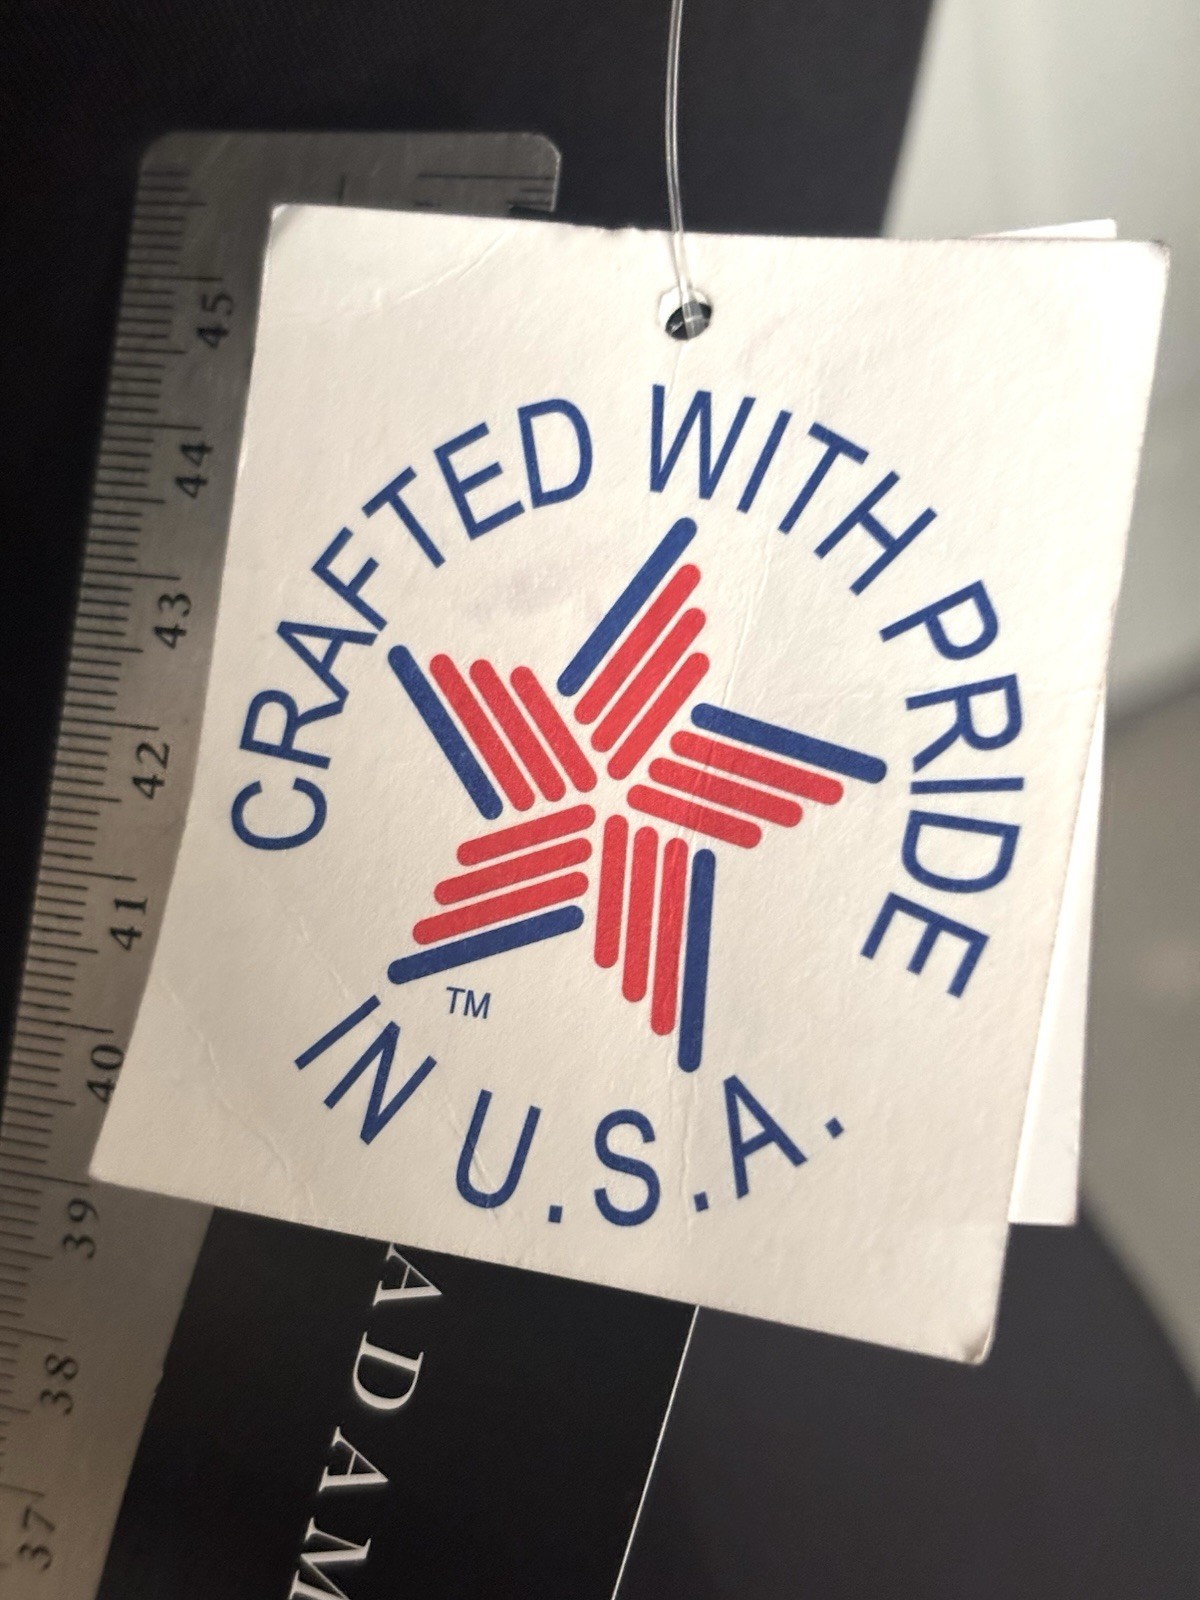 CRAFTED WITH PRIDE
IN U.S.A.
TM
ADAM
45
44
43
42
41
40
39
38
37